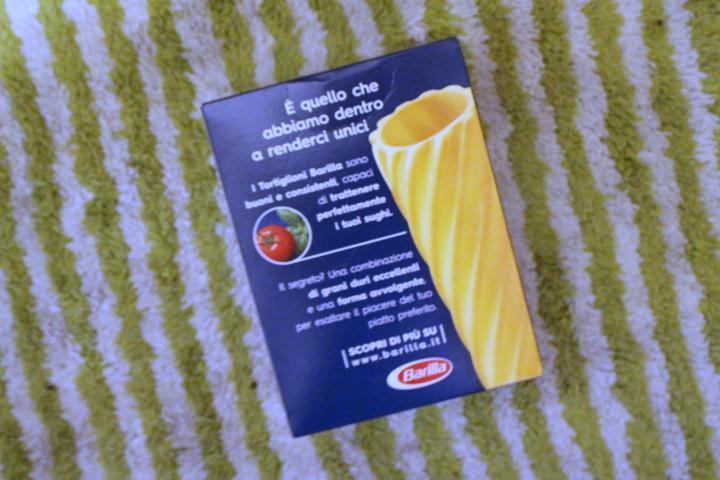 È quello che
abbiamo dentro
a renderci unici
I Tortiglioni Barilla sono
buoni e consistenti, capaci
di trattenere
perfettamente
i tuoi sughi.
Il segreto? Una combinazione
di grani duri eccellenti
e una forma avvolgente,
per esaltare il piacere del tuo
piatto preferito.
SCOPRI DI PIÙ SU
www.barilla.it
Barilla